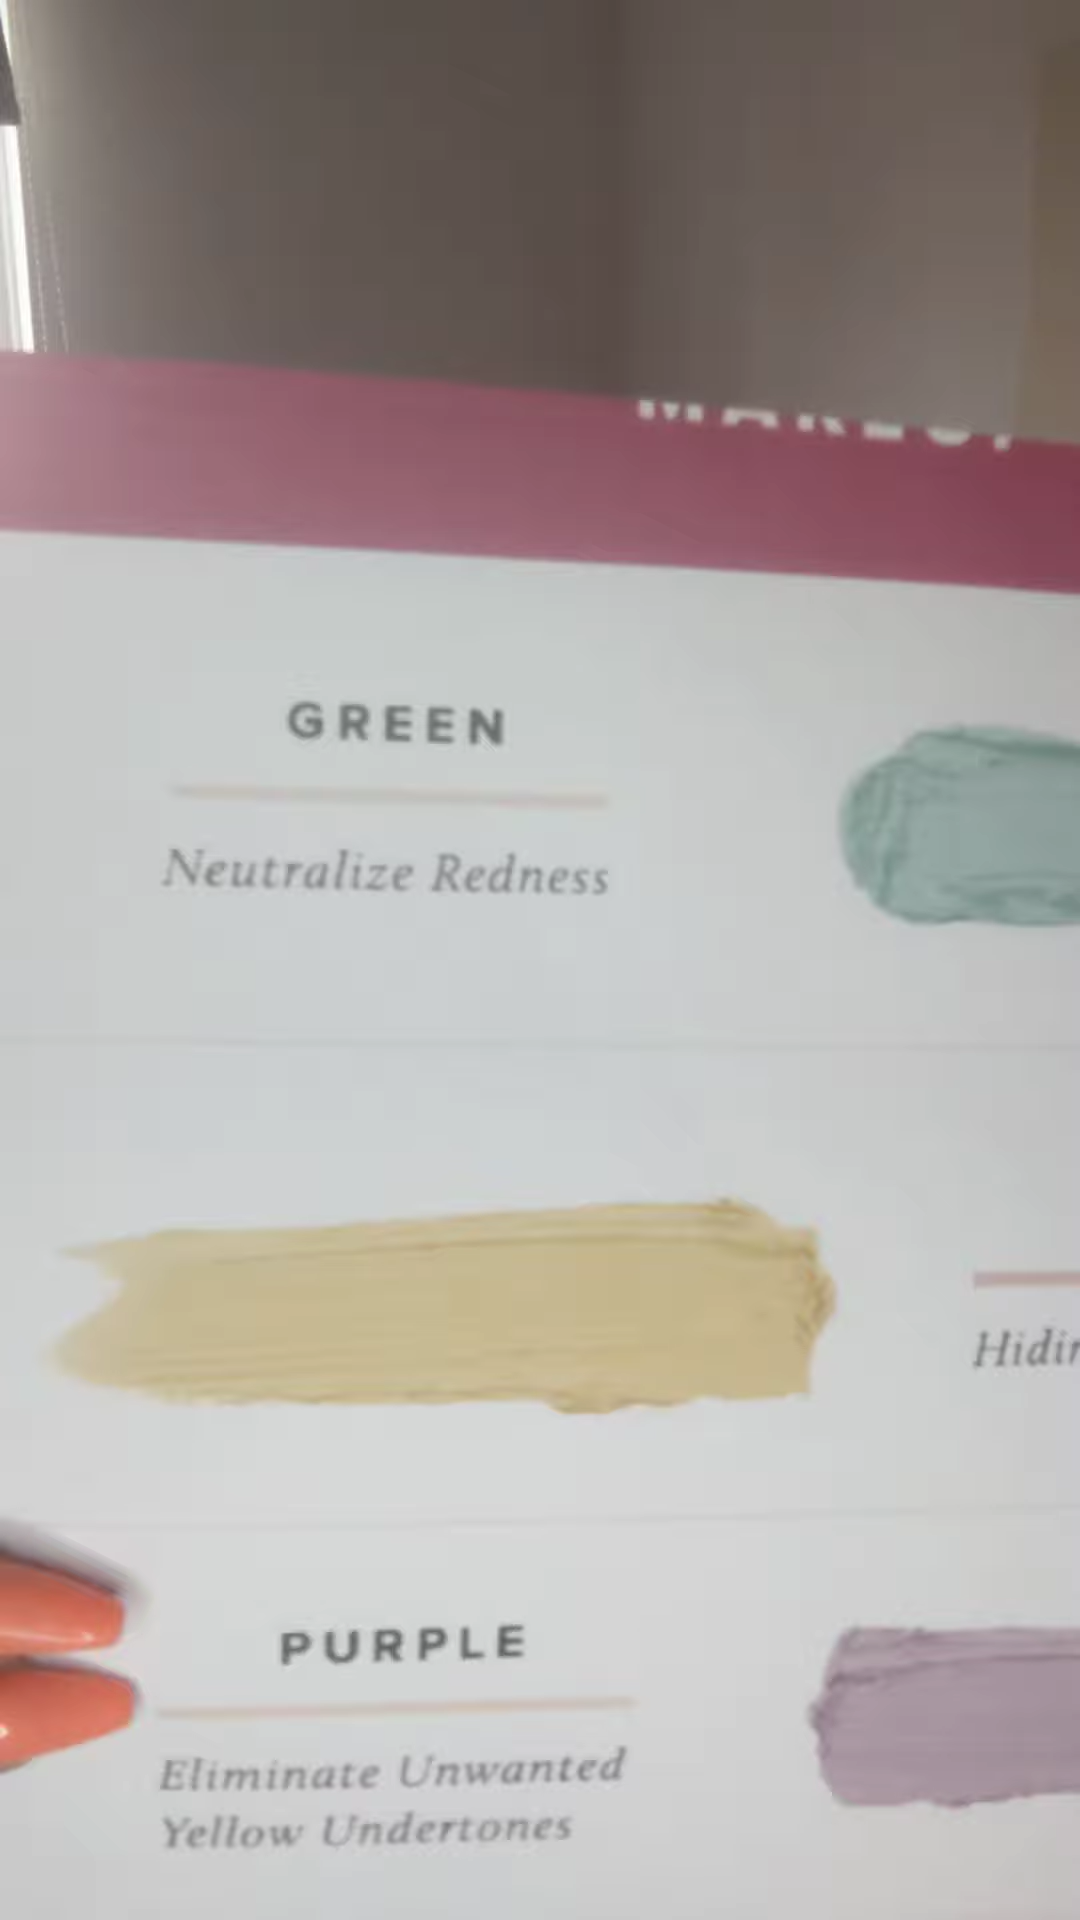 GREEN
Neutralize Redness
PURPLE
Eliminate Unwanted
Yellow Undertones